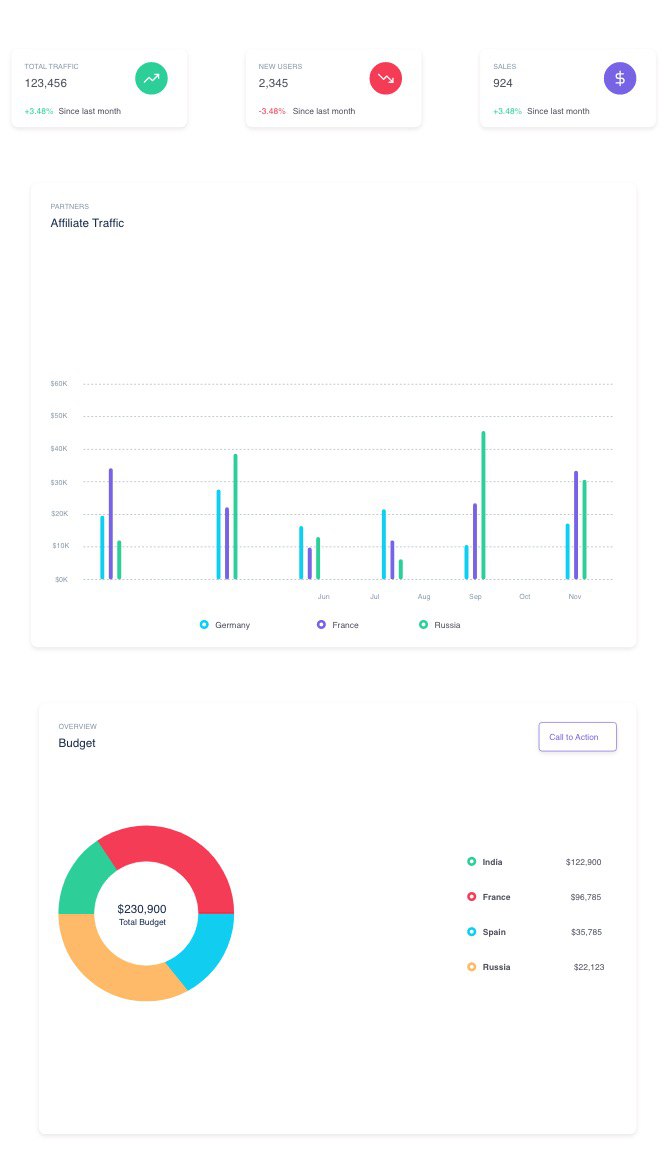 TOTAL TRAFFIC
123,456
+3.48% Since last month
NEW USERS
2,345
-3.48% Since last month
SALES
924
+3.48% Since last month
PARTNERS
Affiliate Traffic
$60K
$50K
$40K
$30K
$20K
$10K
$0K
Jun Jul Aug Sep Oct Nov
Germany France Russia
OVERVIEW
Budget
Call to Action
$230,900
Total Budget
India $122,900
France $96,785
Spain $35,785
Russia $22,123